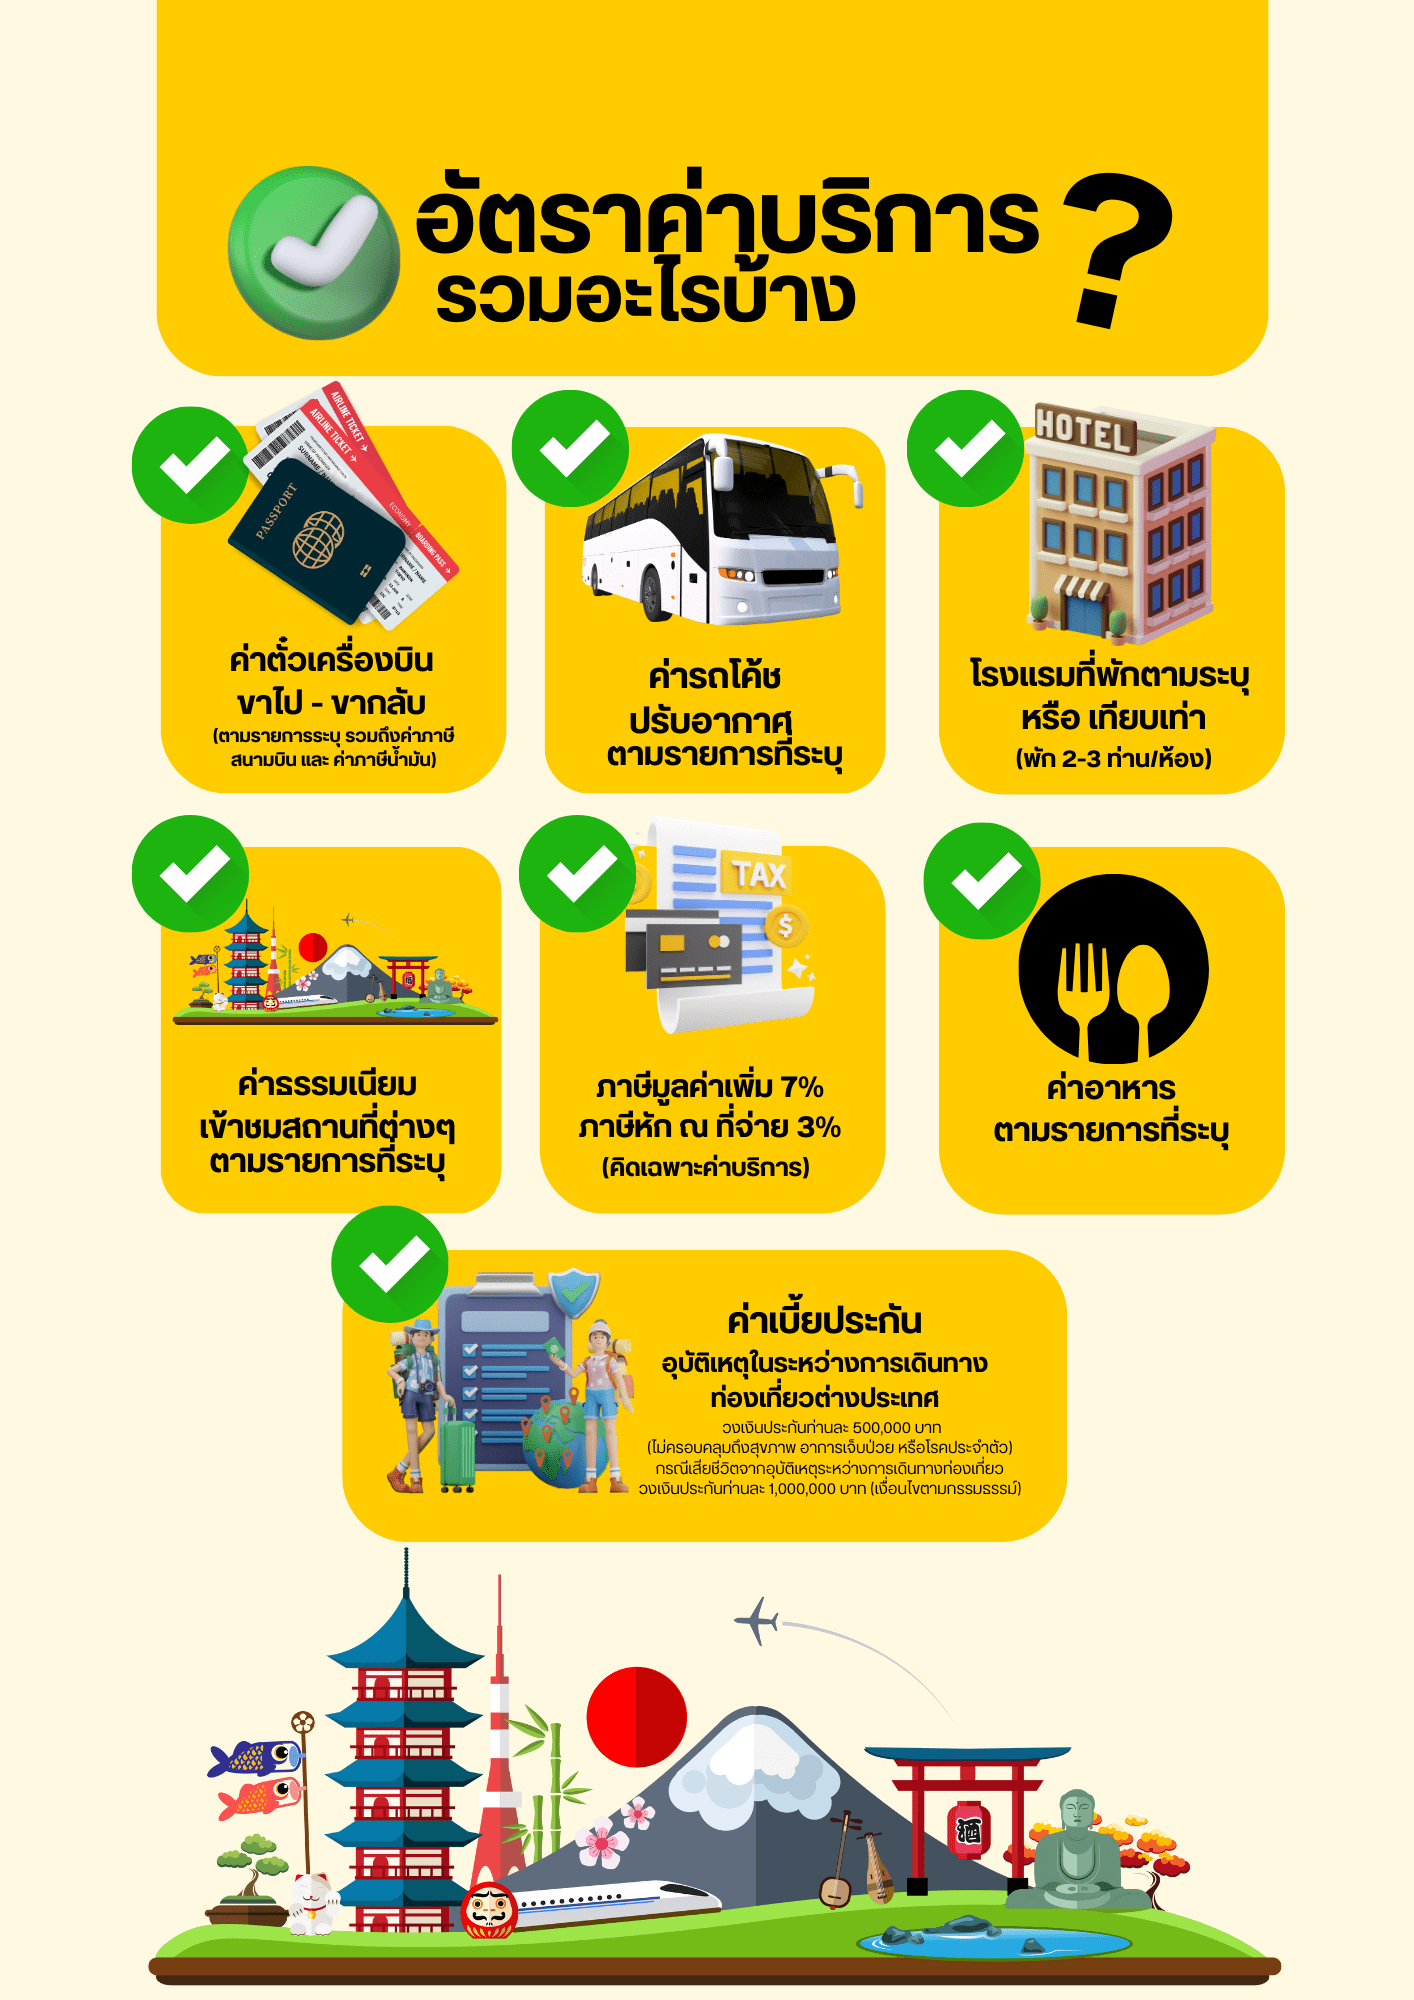 อัตราค่าบริการ
รวมอะไรบ้าง
?
AIRLINE TICKET
AIRLINE TICKET
ECONOMY
BOARDING PASS
PASSPORT
ค่าตั๋วเครื่องบิน
ขาไป - ขากลับ
(ตามรายการระบุ รวมถึงค่าภาษี
สนามบิน และ ค่าภาษีน้ำมัน)
ค่ารถโค้ช
ปรับอากาศ
ตามรายการที่ระบุ
HOTEL
โรงแรมที่พักตามระบุ
หรือ เทียบเท่า
(พัก 2-3 ท่าน/ห้อง)
ค่าธรรมเนียม
เข้าชมสถานที่ต่างๆ
ตามรายการที่ระบุ
TAX
$
ภาษีมูลค่าเพิ่ม 7%
ภาษีหัก ณ ที่จ่าย 3%
(คิดเฉพาะค่าบริการ)
ค่าอาหาร
ตามรายการที่ระบุ
ค่าเบี้ยประกัน
อุบัติเหตุในระหว่างการเดินทาง
ท่องเที่ยวต่างประเทศ
วงเงินประกันท่านละ 500,000 บาท
(ไม่ครอบคลุมถึงสุขภาพ อาการเจ็บป่วย หรือโรคประจำตัว)
กรณีเสียชีวิตจากอุบัติเหตุระหว่างการเดินทางท่องเที่ยว
วงเงินประกันท่านละ 1,000,000 บาท (เงื่อนไขตามกรรมธรรม์)
酒